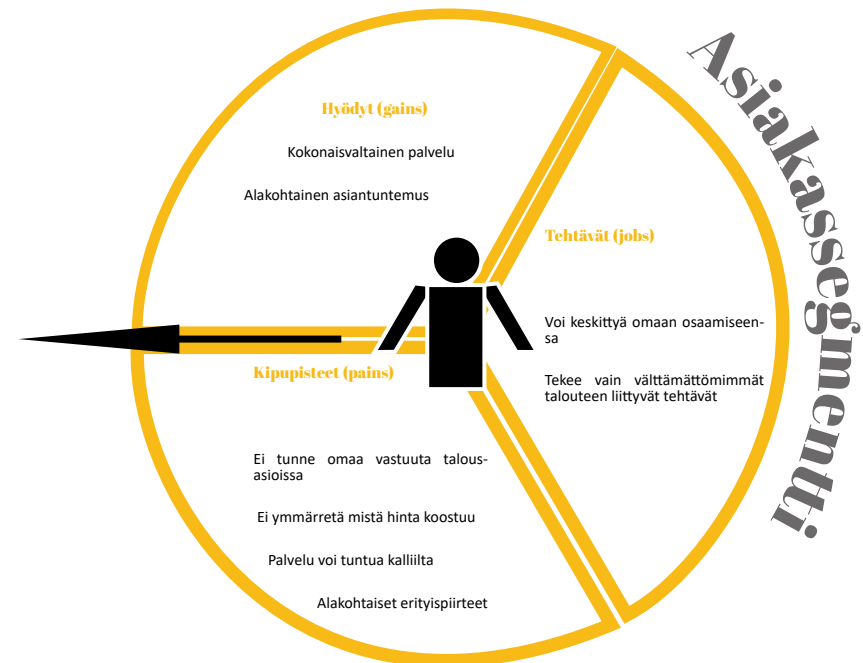 Asiakassegmentti
Hyödyt (gains)
Kokonaisvaltainen palvelu
Alakohtainen asiantuntemus
Tehtävät (jobs)
Voi keskittyä omaan osaamiseen-
sa
Tekee vain välttämättömimmät
talouteen liittyvät tehtävät
Kipupisteet (pains)
Ei tunne omaa vastuuta talous-
asioissa
Ei ymmärretä mistä hinta koostuu
Palvelu voi tuntua kalliilta
Alakohtaiset erityispiirteet